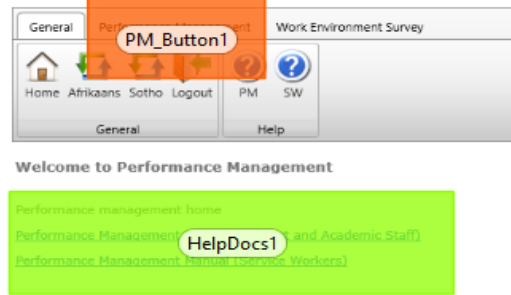 General Performance Management Work Environment Survey
PM_Button1
Home Afrikaans Sotho Logout PM SW
General Help
Welcome to Performance Management
Performance management home
Performance Management and Academic Staff)
HelpDocs1
Performance Management Manual (Service Workers)